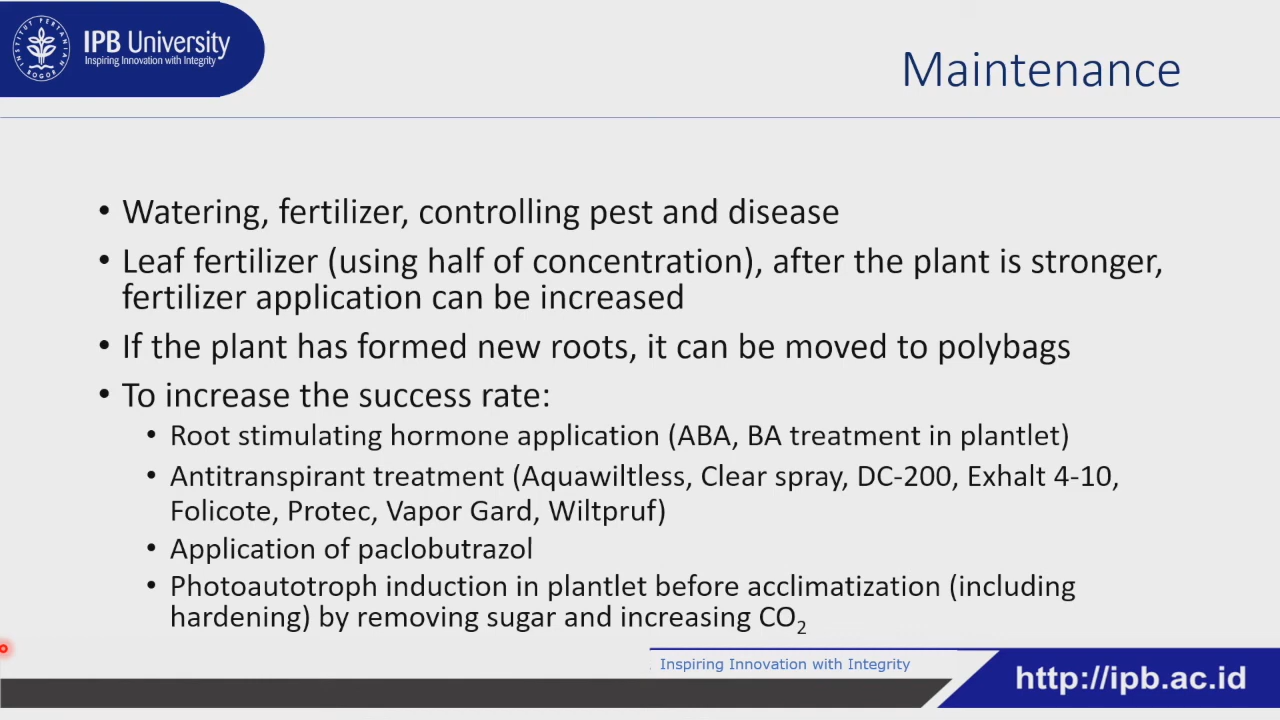 INSTITUT PERTANIAN BOGOR
IPB University
Inspiring Innovation with Integrity
Maintenance
• Watering, fertilizer, controlling pest and disease
• Leaf fertilizer (using half of concentration), after the plant is stronger,
fertilizer application can be increased
• If the plant has formed new roots, it can be moved to polybags
• To increase the success rate:
• Root stimulating hormone application (ABA, BA treatment in plantlet)
• Antitranspirant treatment (Aquawiltless, Clear spray, DC-200, Exhalt 4-10,
Folicote, Protec, Vapor Gard, Wiltpruf)
• Application of paclobutrazol
• Photoautotroph induction in plantlet before acclimatization (including
hardening) by removing sugar and increasing CO₂
Inspiring Innovation with Integrity
http://ipb.ac.id